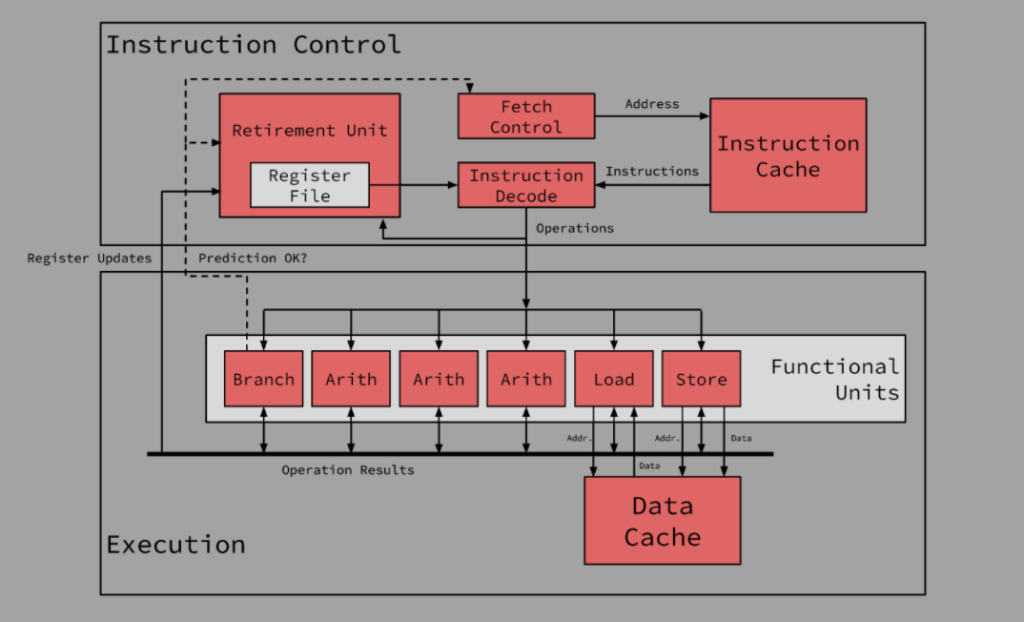 Instruction Control
Retirement Unit
Register
File
Fetch
Control
Address
Instruction
Cache
Instruction
Decode
Instructions
Operations
Register Updates
Prediction OK?
Branch
Arith
Arith
Arith
Load
Store
Functional
Units
Addr.
Addr.
Data
Data
Operation Results
Data
Cache
Execution